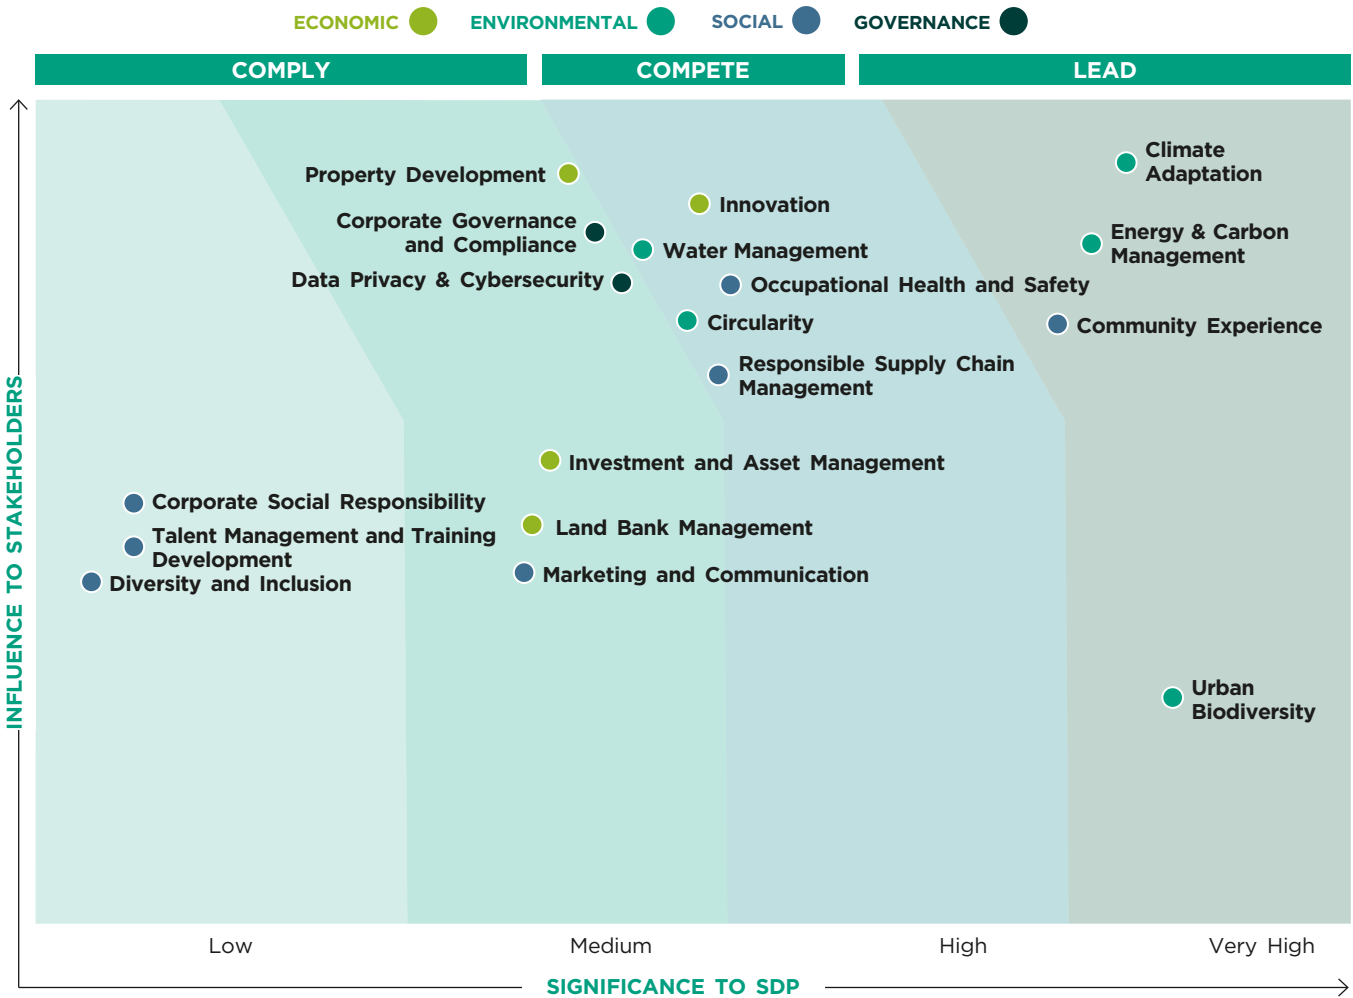 ECONOMIC ENVIRONMENTAL SOCIAL GOVERNANCE
COMPLY COMPETE LEAD
INFLUENCE TO STAKEHOLDERS
Climate
Adaptation
Property Development
Innovation
Corporate Governance
and Compliance
Energy & Carbon
Management
Water Management
Data Privacy & Cybersecurity
Occupational Health and Safety
Circularity
Community Experience
Responsible Supply Chain
Management
Investment and Asset Management
Corporate Social Responsibility
Land Bank Management
Talent Management and Training
Development
Marketing and Communication
Diversity and Inclusion
Urban
Biodiversity
Low Medium High Very High
SIGNIFICANCE TO SDP